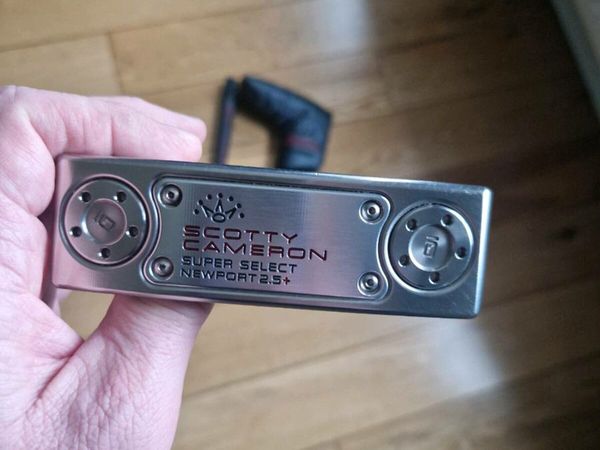 SCOTTY
CAMERON
SUPER SELECT
NEWPORT 2.5+